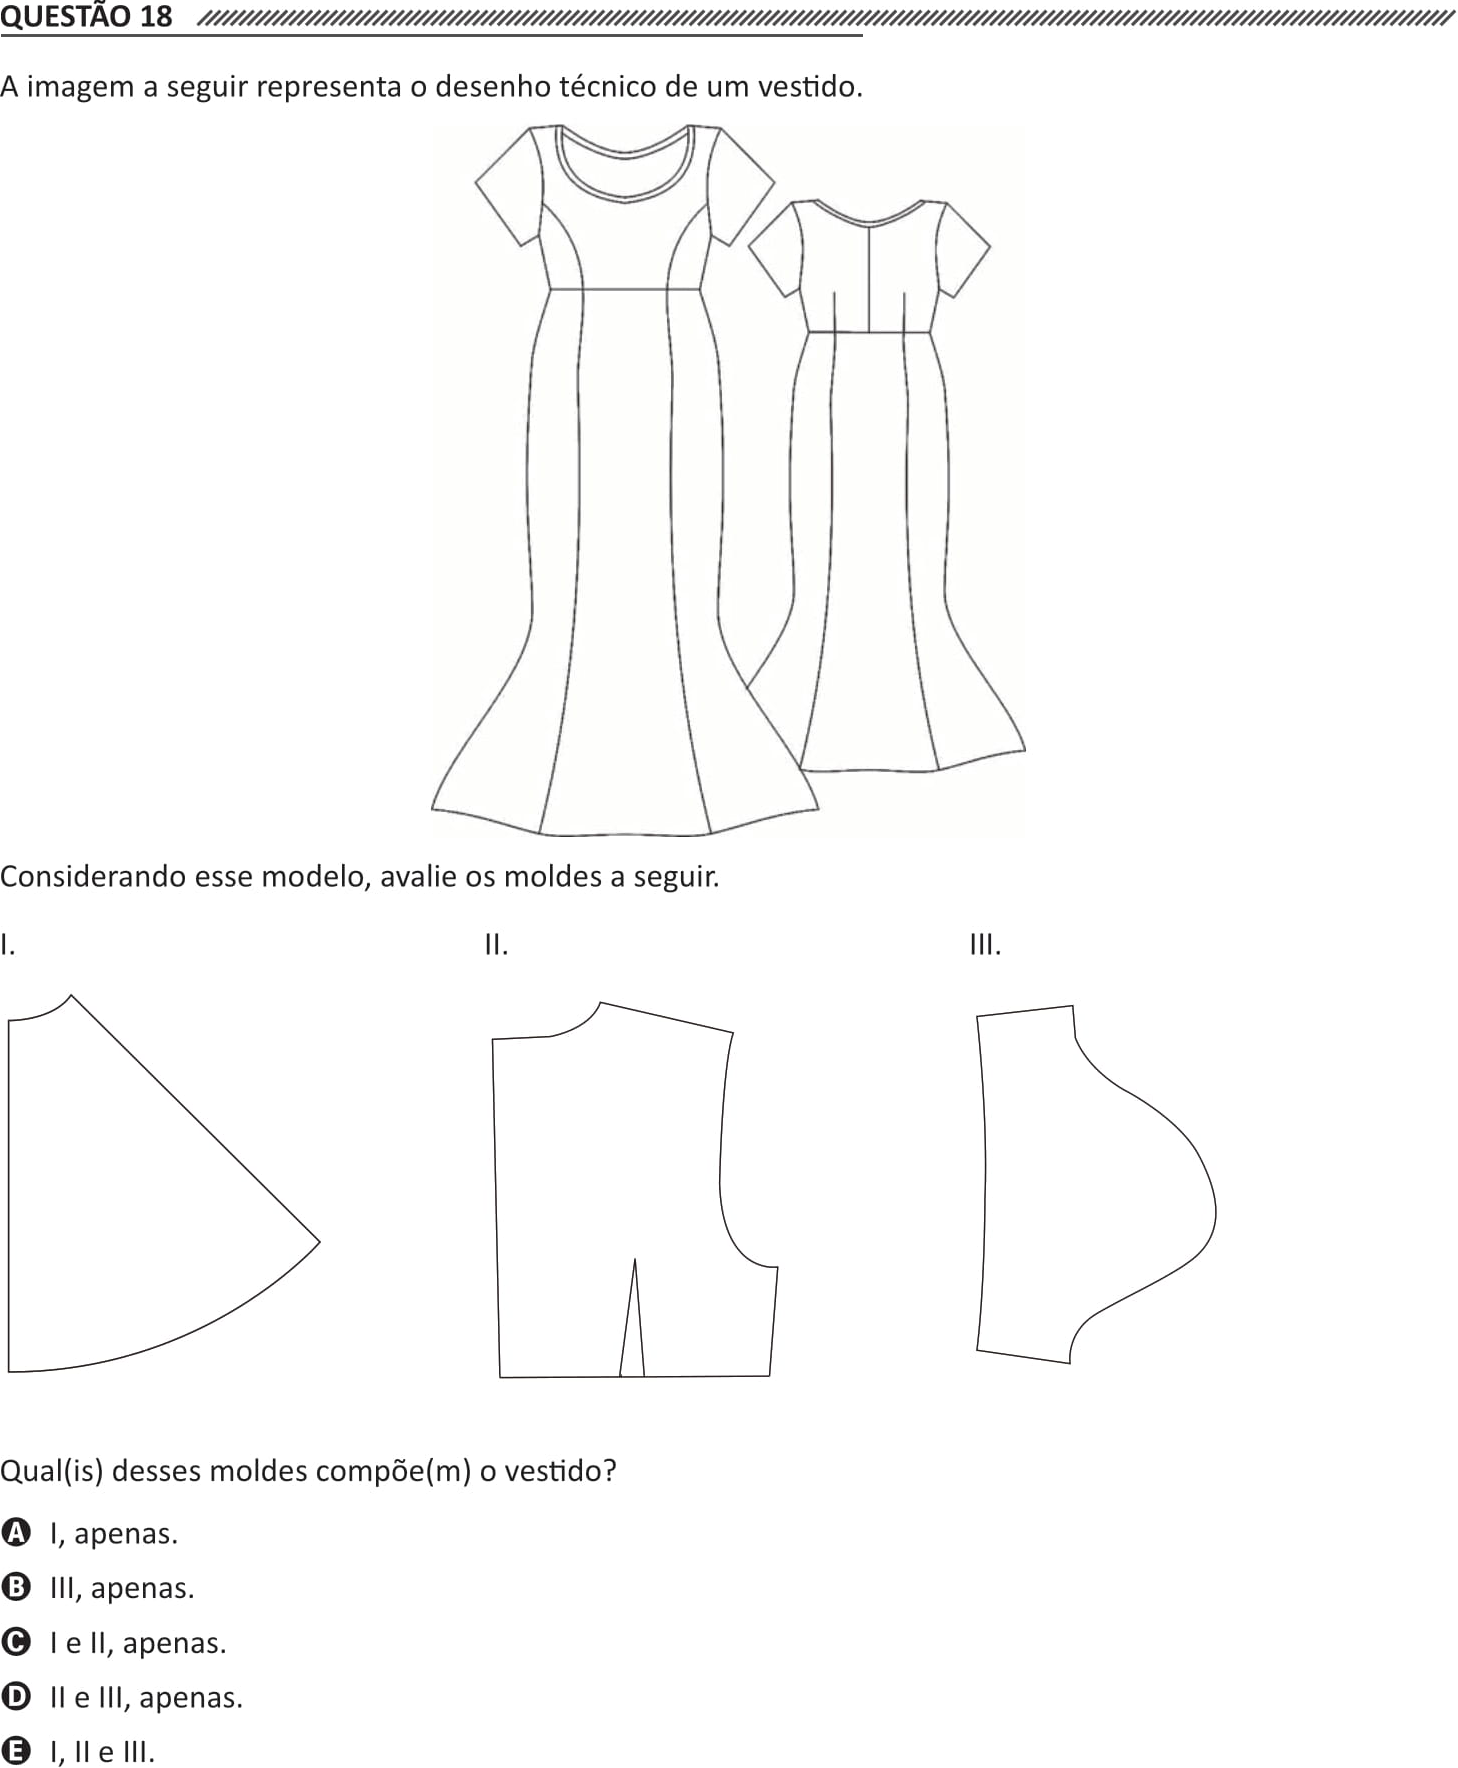 QUESTÃO 18
A imagem a seguir representa o desenho técnico de um vestido.
Considerando esse modelo, avalie os moldes a seguir.
I. II. III.
Qual(is) desses moldes compõe(m) o vestido?
A I, apenas.
B III, apenas.
C I e II, apenas.
D II e III, apenas.
E I, II e III.